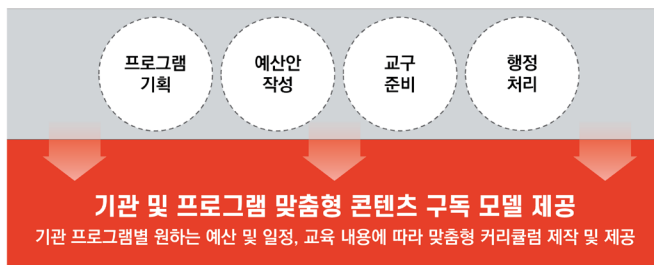 프로그램
기획
예산안
작성
교구
준비
행정
처리
기관 및 프로그램 맞춤형 콘텐츠 구독 모델 제공
기관 프로그램별 원하는 예산 및 일정, 교육 내용에 따라 맞춤형 커리큘럼 제작 및 제공